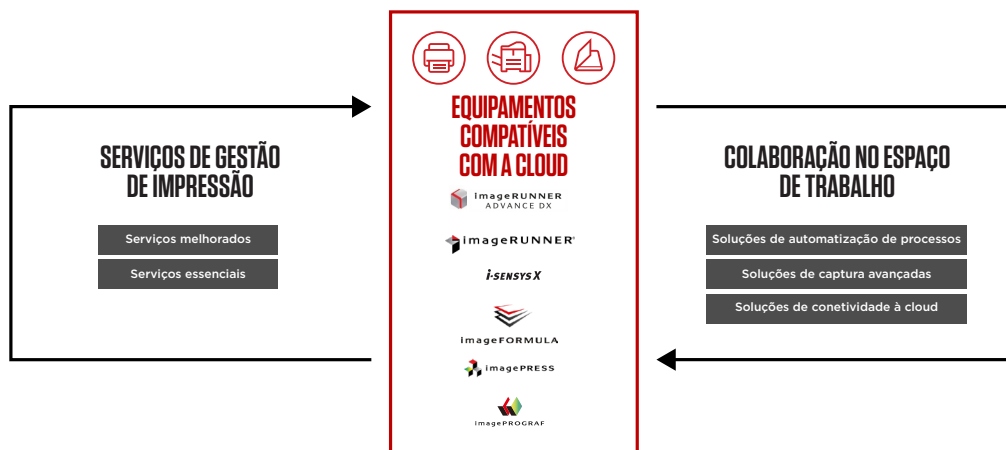 SERVIÇOS DE GESTÃO
DE IMPRESSÃO
Serviços melhorados
Serviços essenciais
EQUIPAMENTOS
COMPATÍVEIS
COM A CLOUD
imageRUNNER
ADVANCE DX
imageRUNNER
i-SENSYS X
imageFORMULA
imagePRESS
imagePROGRAF
COLABORAÇÃO NO ESPAÇO
DE TRABALHO
Soluções de automatização de processos
Soluções de captura avançadas
Soluções de conetividade à cloud